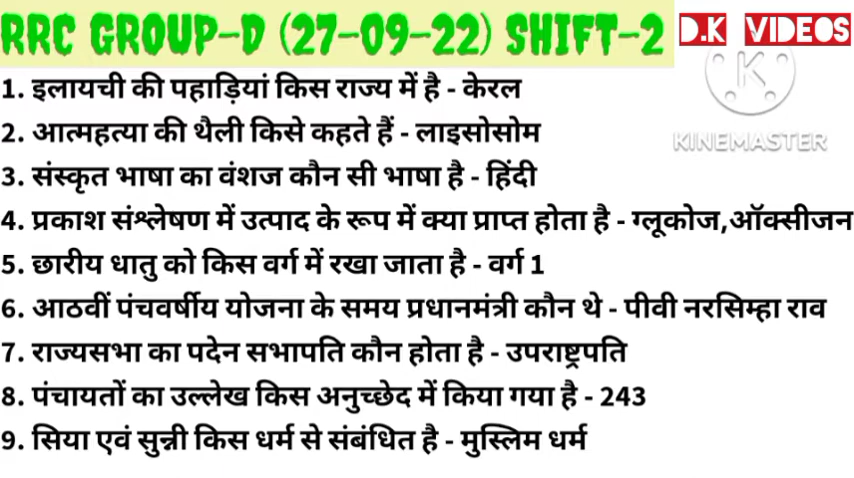 RRC GROUP-D (27-09-22) SHIFT-2
D.K VIDEOS
K
KINEMASTER
1. इलायची की पहाड़ियां किस राज्य में है - केरल
2. आत्महत्या की थैली किसे कहते हैं - लाइसोसोम
3. संस्कृत भाषा का वंशज कौन सी भाषा है - हिंदी
4. प्रकाश संश्लेषण में उत्पाद के रूप में क्या प्राप्त होता है - ग्लूकोज,ऑक्सीजन
5. छारीय धातु को किस वर्ग में रखा जाता है - वर्ग 1
6. आठवीं पंचवर्षीय योजना के समय प्रधानमंत्री कौन थे - पीवी नरसिम्हा राव
7. राज्यसभा का पदेन सभापति कौन होता है - उपराष्ट्रपति
8. पंचायतों का उल्लेख किस अनुच्छेद में किया गया है - 243
9. सिया एवं सुन्नी किस धर्म से संबंधित है - मुस्लिम धर्म